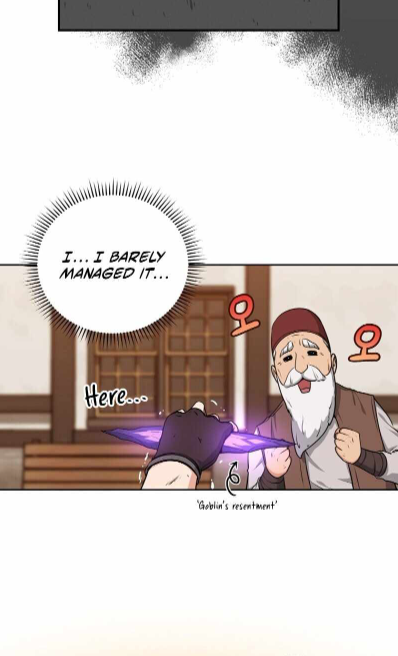 I... I BARELY
MANAGED IT...
오
오
Here...
'Goblin's resentment'